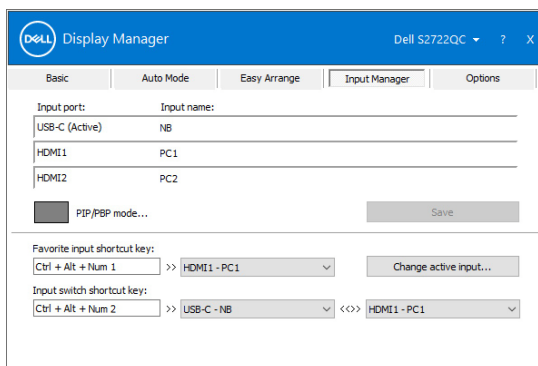 DELL Display Manager Dell S2722QC ? X
Basic Auto Mode Easy Arrange Input Manager Options
Input port: Input name:
USB-C (Active) NB
HDMI1 PC1
HDMI2 PC2
PIP/PBP mode... Save
Favorite input shortcut key:
Ctrl + Alt + Num 1 >> HDMI1 - PC1 Change active input...
Input switch shortcut key:
Ctrl + Alt + Num 2 >> USB-C - NB <<>> HDMI1 - PC1